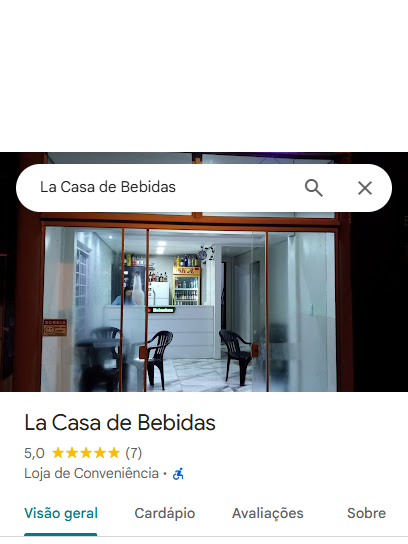 La Casa de Bebidas
SORRIA
La Casa de Bebidas
5,0 (7)
Loja de Conveniência •
Visão geral Cardápio Avaliações Sobre